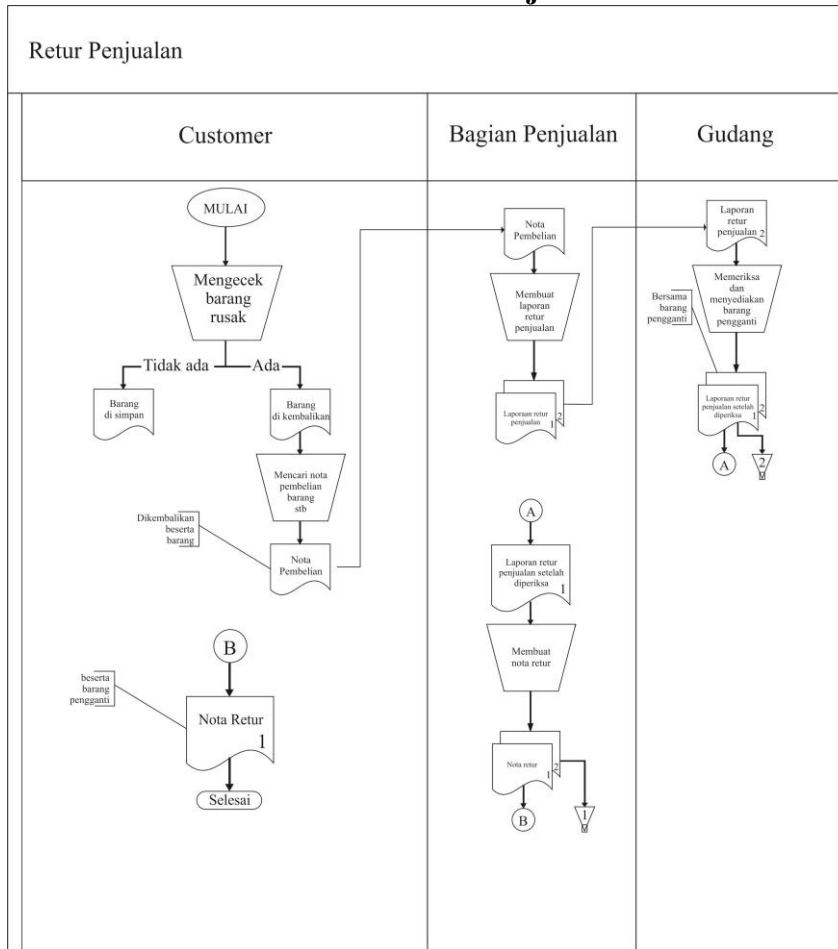 Retur Penjualan
Customer
Bagian Penjualan
Gudang
MULAI
Mengecek
barang
rusak
Tidak ada
Ada
Barang
di simpan
Barang
di kembalikan
Mencari nota
pembelian
barang
stb
Dikembalikan
beserta
barang
Nota
Pembelian
B
beserta
barang
pengganti
Nota Retur
1
Selesai
Nota
Pembelian
Membuat
laporan
retur
penjualan
Laporaan retur
penjualan
1
2
A
Laporan retur
penjualan setelah
diperiksa
1
Membuat
nota retur
Nota retur
1
2
B
1
Laporan
retur
penjualan 2
Memeriksa
dan
menyediakan
barang
pengganti
Bersama
barang
pengganti
Laporaan retur
penjualan setelah
diperiksa
1
2
A
2